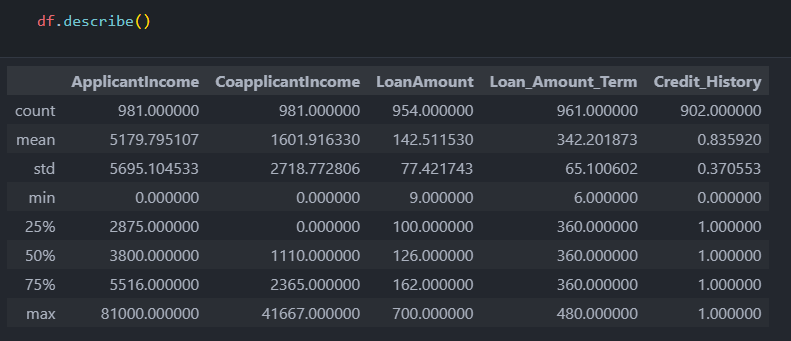 df.describe()
ApplicantIncome CoapplicantIncome LoanAmount Loan_Amount_Term Credit_History
count 981.000000 981.000000 954.000000 961.000000 902.000000
mean 5179.795107 1601.916330 142.511530 342.201873 0.835920
std 5695.104533 2718.772806 77.421743 65.100602 0.370553
min 0.000000 0.000000 9.000000 6.000000 0.000000
25% 2875.000000 0.000000 100.000000 360.000000 1.000000
50% 3800.000000 1110.000000 126.000000 360.000000 1.000000
75% 5516.000000 2365.000000 162.000000 360.000000 1.000000
max 81000.000000 41667.000000 700.000000 480.000000 1.000000